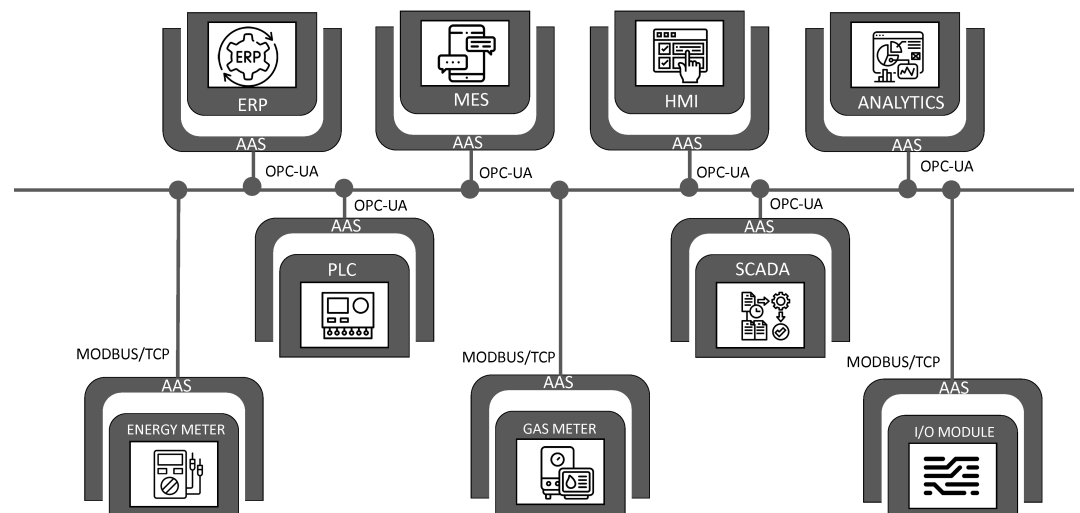 ERP
ERP
AAS
OPC-UA
MES
AAS
OPC-UA
HMI
AAS
OPC-UA
ANALYTICS
AAS
OPC-UA
OPC-UA
AAS
PLC
OPC-UA
AAS
SCADA
MODBUS/TCP
AAS
ENERGY METER
MODBUS/TCP
AAS
GAS METER
MODBUS/TCP
AAS
I/O MODULE